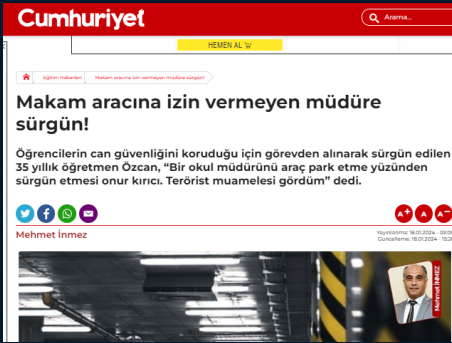 Cumhuriyet
Arama...
HEMEN AL
Eğitim Haberleri
Makam aracına izin vermeyen müdüre sürgün!
Makam aracına izin vermeyen müdüre
sürgün!
Öğrencilerin can güvenliğini koruduğu için görevden alınarak sürgün edilen
35 yıllık öğretmen Özcan, “Bir okul müdürünü araç park etme yüzünden
sürgün etmesi onur kırıcı. Terörist muamelesi gördüm” dedi.
A+ A A-
Mehmet İnmez
Yayınlanma: 18.01.2024 - 03:00
Güncelleme: 18.01.2024 - 15:2
Mehmet İNMEZ